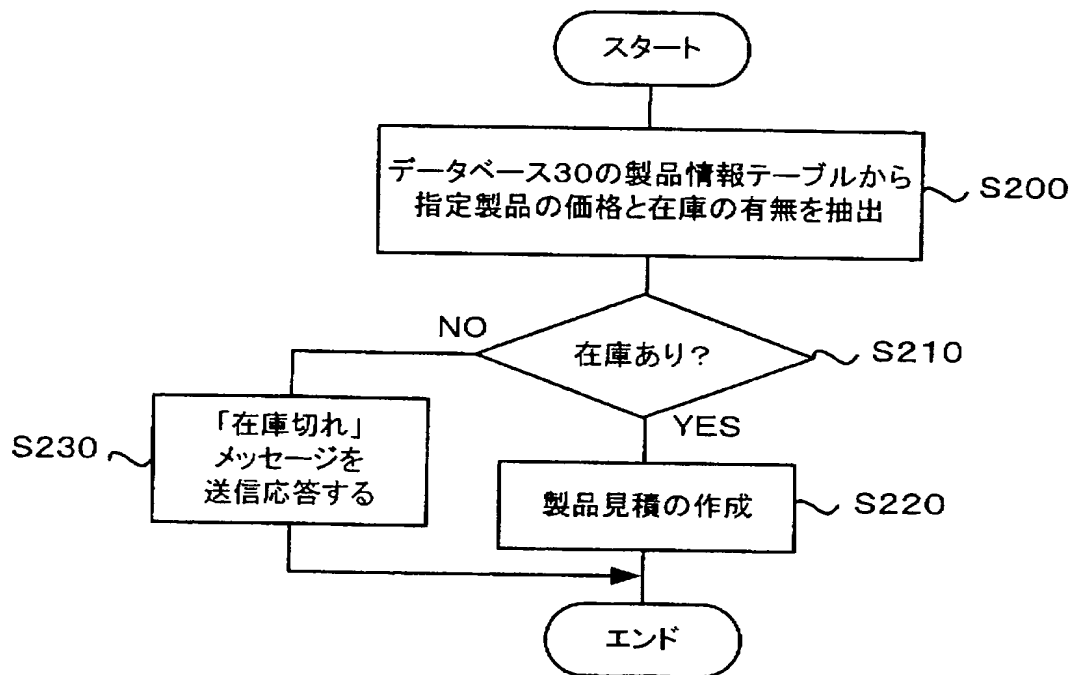 スタート
データベース30の製品情報テーブルから
指定製品の価格と在庫の有無を抽出
S200
NO
在庫あり?
S210
YES
「在庫切れ」
メッセージを
送信応答する
S230
製品見積の作成
S220
エンド